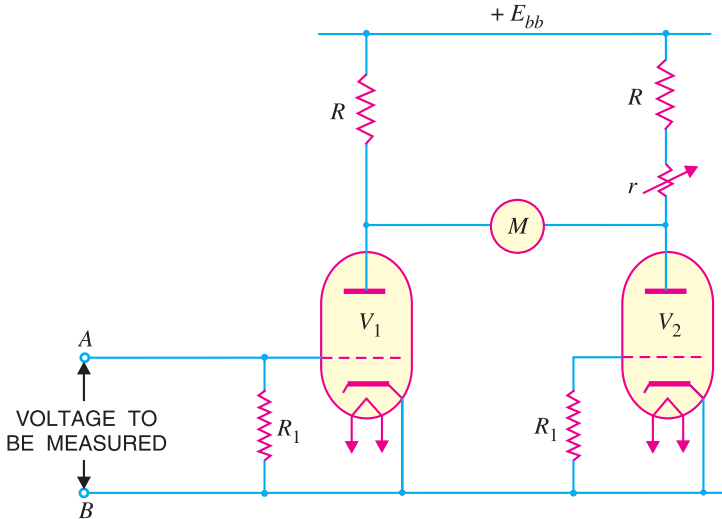 + E_bb
R
R
r
M
V_1
V_2
A
R_1
R_1
VOLTAGE TO
BE MEASURED
B